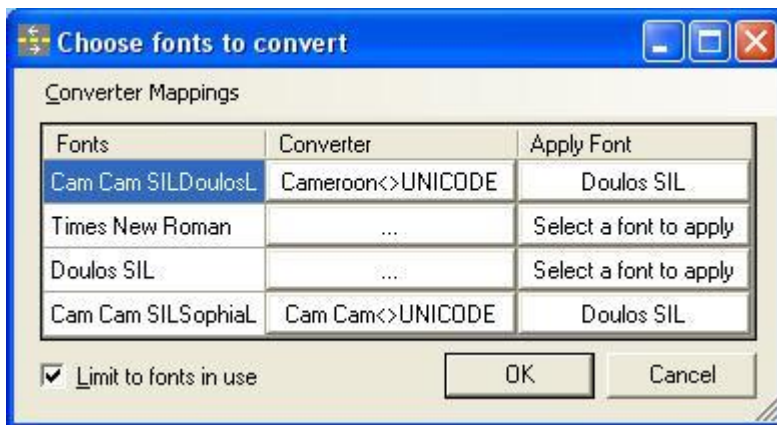 Choose fonts to convert
Converter Mappings
Fonts Converter Apply Font
Cam Cam SILDoulosL Cameroon<>UNICODE Doulos SIL
Times New Roman ... Select a font to apply
Doulos SIL ... Select a font to apply
Cam Cam SILSophiaL Cam Cam<>UNICODE Doulos SIL
Limit to fonts in use OK Cancel